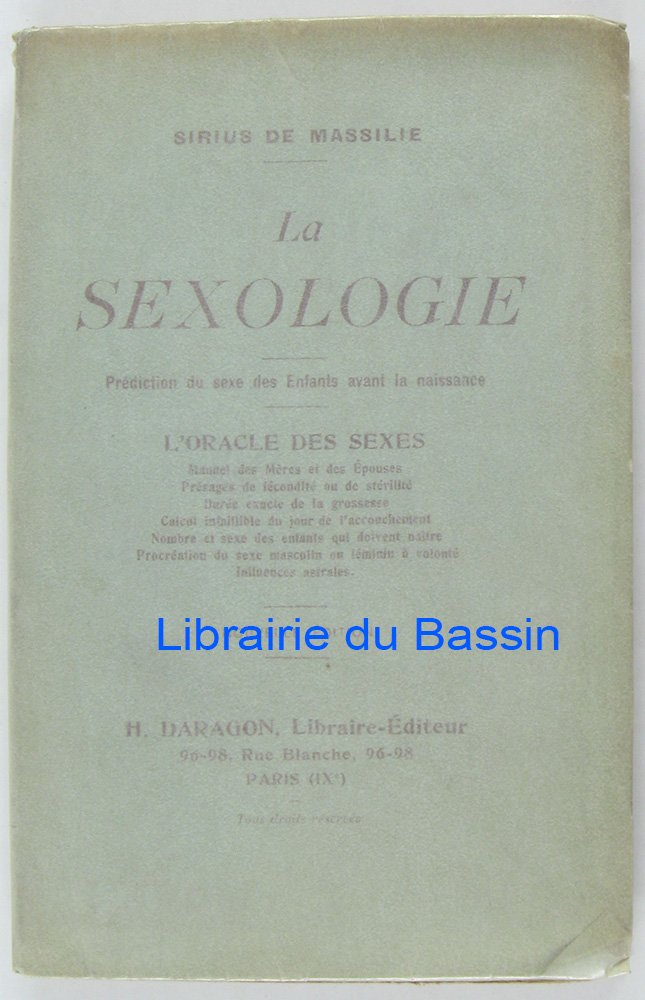 SIRIUS DE MASSILIE
La
SEXOLOGIE
Prédiction du sexe des Enfants avant la naissance
L'ORACLE DES SEXES
Manuel des Mères et des Épouses
Présages de fécondité ou de stérilité
Durée exacte de la grossesse
Calcul infaillible du jour de l'accouchement
Nombre et sexe des enfants qui doivent naître
Procréation du sexe masculin ou féminin à volonté
Influences astrales.
Librairie du Bassin
H. DARAGON, Libraire-Éditeur
96-98, Rue Blanche, 96-98
PARIS (IXᵉ)
Tous droits réservés